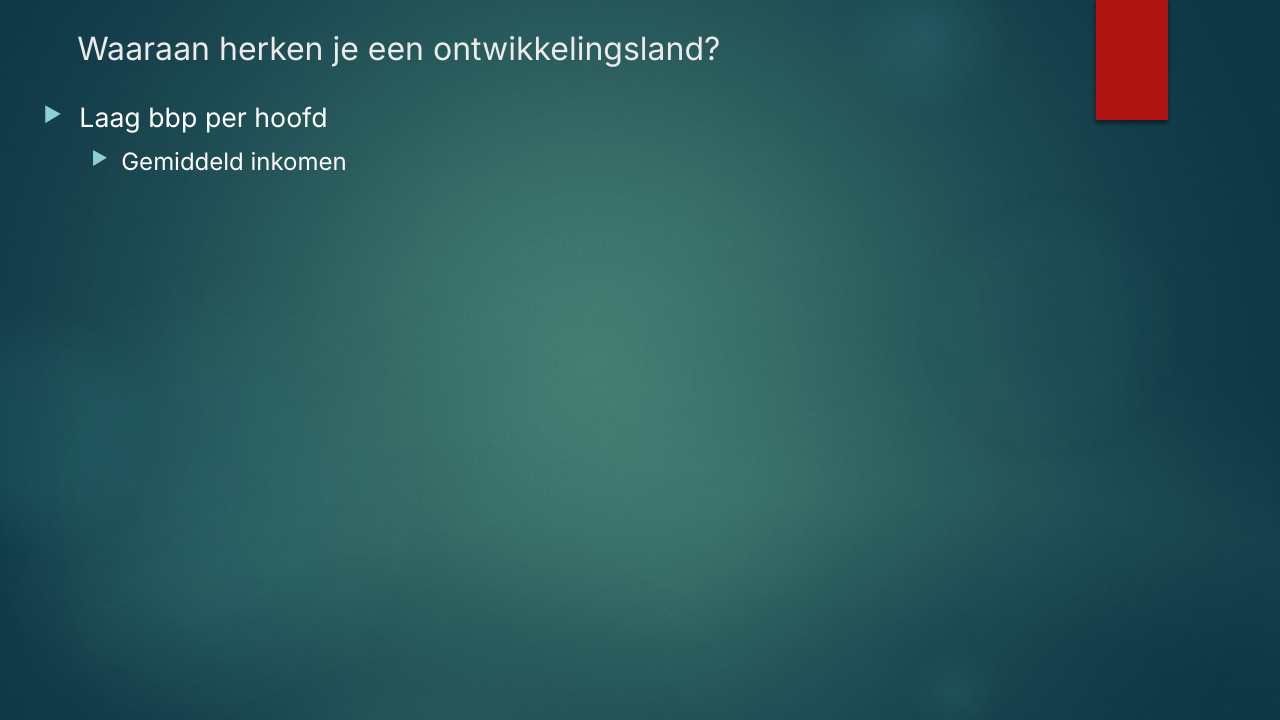 Waaraan herken je een ontwikkelingsland?
Laag bbp per hoofd
Gemiddeld inkomen